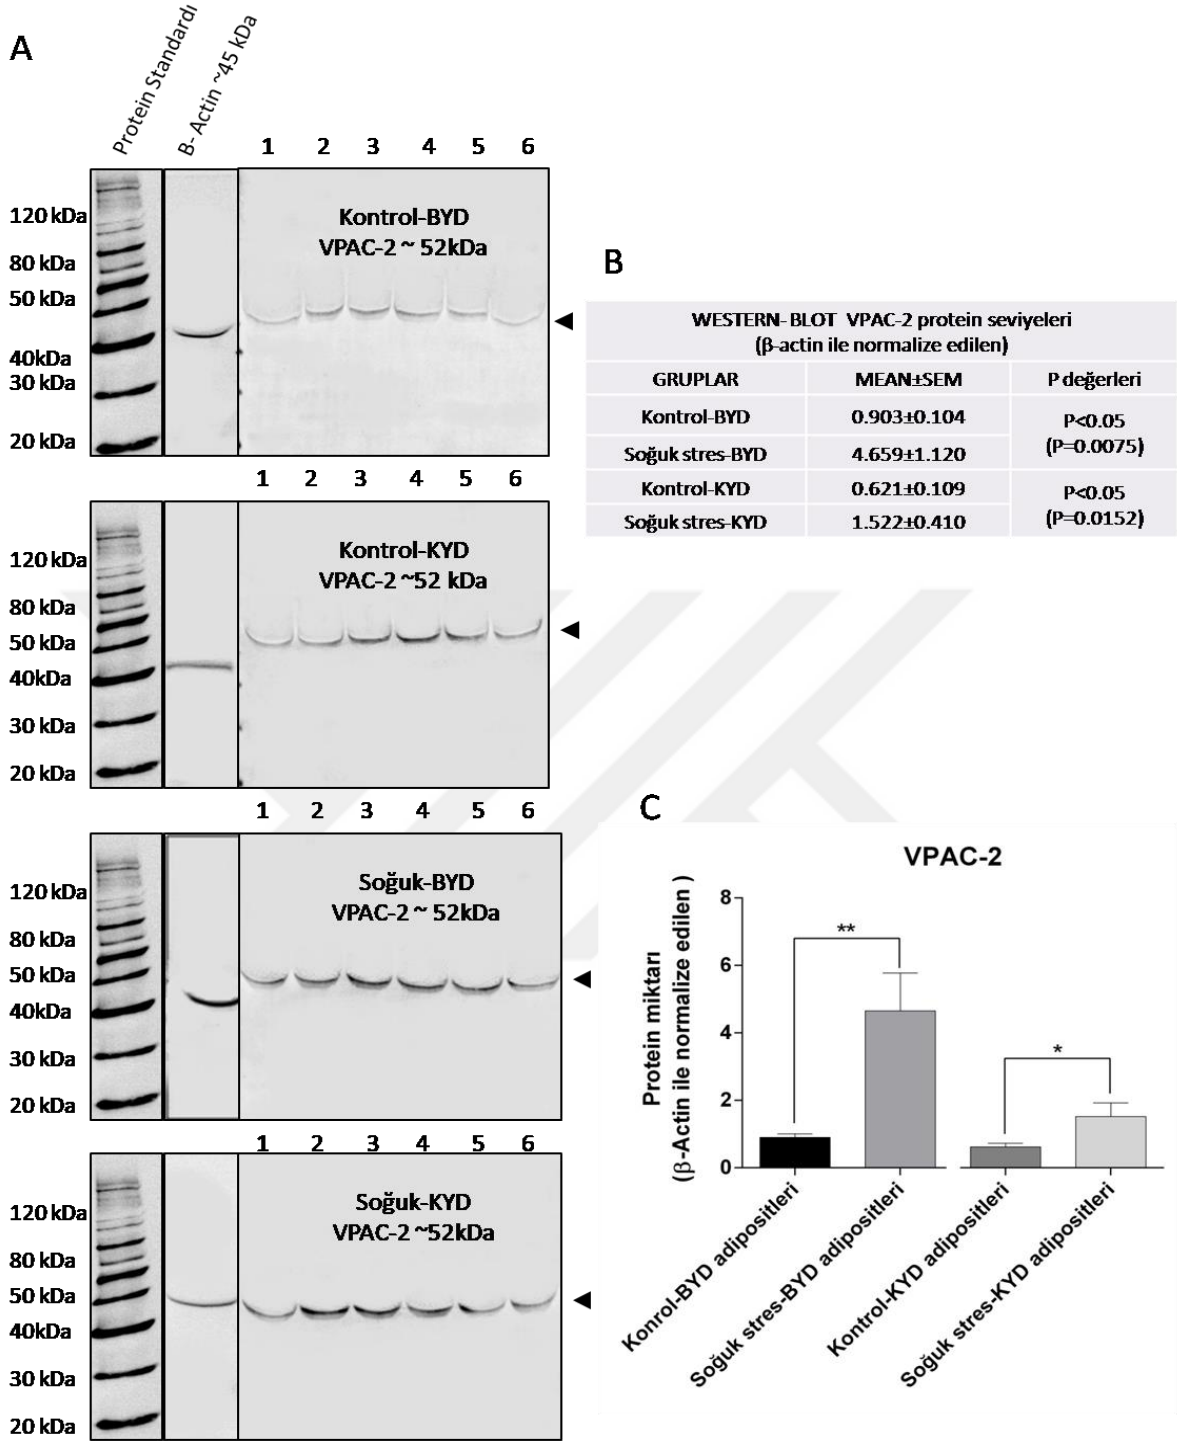 A
Protein Standardı
B- Actin ~45 kDa
1 2 3 4 5 6
120 kDa
80 kDa
50 kDa
40kDa
30 kDa
20 kDa
Kontrol-BYD
VPAC-2 ~ 52kDa
1 2 3 4 5 6
120 kDa
80 kDa
50 kDa
40kDa
30 kDa
20 kDa
Kontrol-KYD
VPAC-2 ~52 kDa
1 2 3 4 5 6
120 kDa
80 kDa
50 kDa
40kDa
30 kDa
20 kDa
Soğuk-BYD
VPAC-2 ~ 52kDa
1 2 3 4 5 6
120 kDa
80 kDa
50 kDa
40kDa
30 kDa
20 kDa
Soğuk-KYD
VPAC-2 ~52kDa
B
WESTERN- BLOT VPAC-2 protein seviyeleri
(β-actin ile normalize edilen)
GRUPLAR MEAN±SEM P değerleri
Kontrol-BYD 0.903±0.104
P<0.05
(P=0.0075)
Soğuk stres-BYD 4.659±1.120
Kontrol-KYD 0.621±0.109
P<0.05
(P=0.0152)
Soğuk stres-KYD 1.522±0.410
C
VPAC-2
Protein miktarı
(β-Actin ile normalize edilen )
8
6
4
2
0
**
*
Konrol-BYD adipositleri
Soğuk stres-BYD adipositleri
Kontrol-KYD adipositleri
Soğuk stres-KYD adipositleri